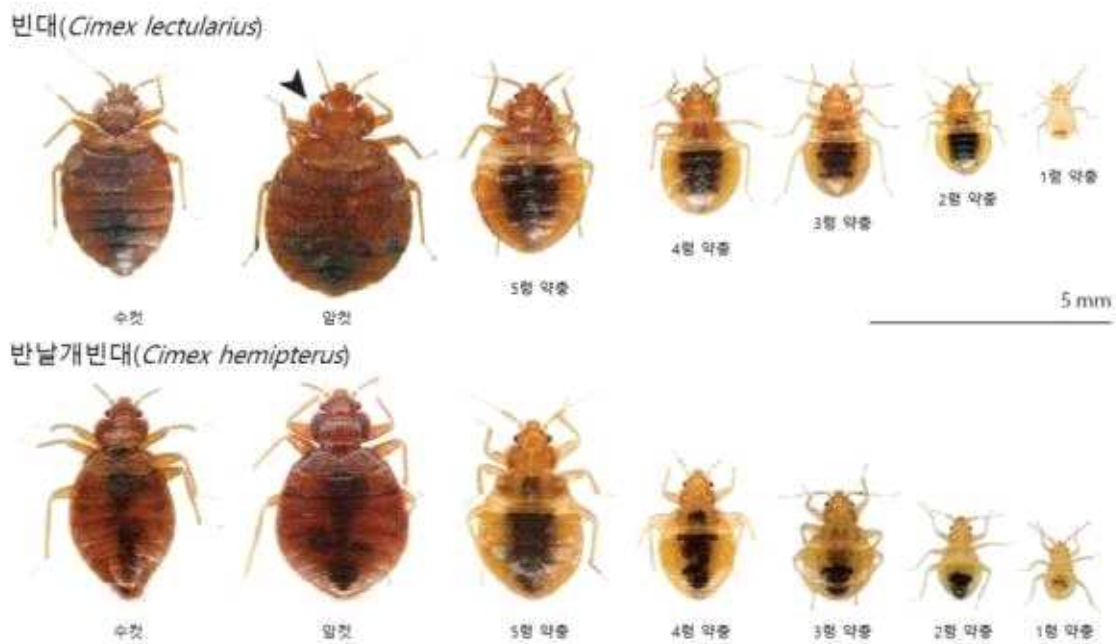 빈대(Cimex lectularius)
수컷
암컷
5령 약충
4령 약충
3령 약충
2령 약충
1령 약충
5 mm
반날개빈대(Cimex hemipterus)
수컷
암컷
5령 약충
4령 약충
3령 약충
2령 약충
1령 약충